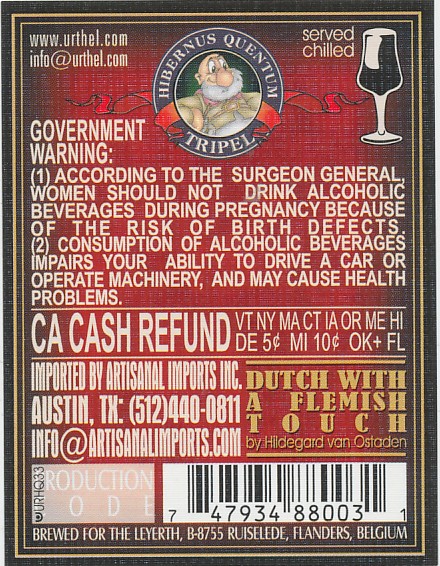 www.urthel.com
info@urthel.com
HIBERNUS QUENTUM
TRIPEL
served
chilled
GOVERNMENT
WARNING:
(1) ACCORDING TO THE SURGEON GENERAL,
WOMEN SHOULD NOT DRINK ALCOHOLIC
BEVERAGES DURING PREGNANCY BECAUSE
OF THE RISK OF BIRTH DEFECTS.
(2) CONSUMPTION OF ALCOHOLIC BEVERAGES
IMPAIRS YOUR ABILITY TO DRIVE A CAR OR
OPERATE MACHINERY, AND MAY CAUSE HEALTH
PROBLEMS.
CA CASH REFUND
VT NY MA CT IA OR ME HI
DE 5¢ MI 10¢ OK+ FL
IMPORTED BY ARTISANAL IMPORTS INC.
AUSTIN, TX: (512)440-0811
INFO@ARTISANALIMPORTS.COM
DUTCH WITH
A FLEMISH
TOUCH
by Hildegard van Ostaden
OURHQ33
PRODUCTION
CODE
7 47934 88003 1
BREWED FOR THE LEYERTH, B-8755 RUISELEDE, FLANDERS, BELGIUM